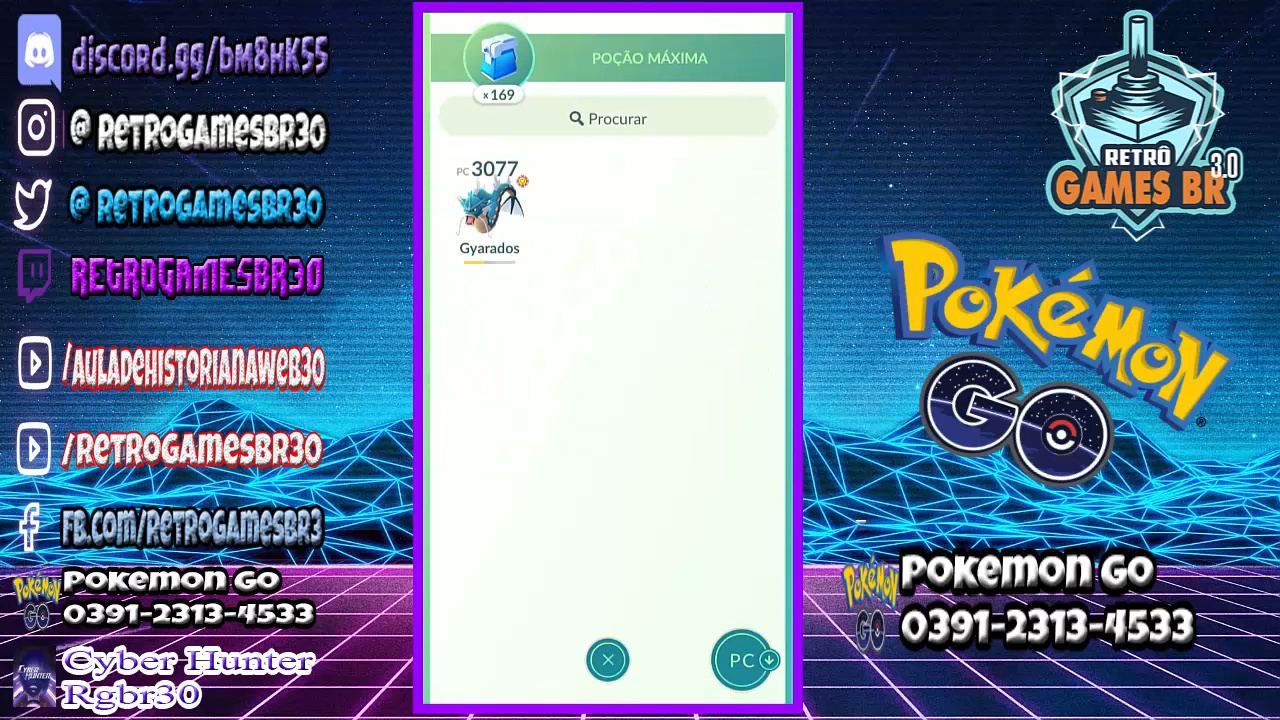 discord.gg/bm8hK55
@ RetroGamesBR30
@ RetroGamesBR30
RetroGamesBR30
/AulaDeHistoriaNaWeb30
/RetroGamesBR30
FB.com/RetroGamesBR3
Pokemon GO
0391-2313-4533
Cyber Hunter
Rgbr30
POÇÃO MÁXIMA
×169
Procurar
PC 3077
Gyarados
PC
RETRÔ
GAMES BR
3.0
POKéMON
GO
Pokemon GO
0391-2313-4533